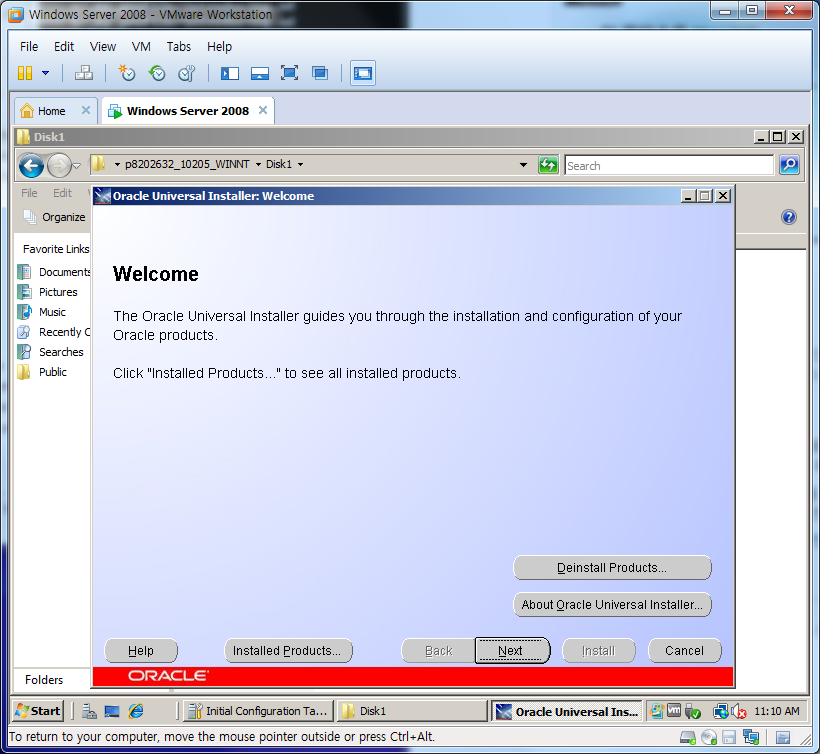 Windows Server 2008 - VMware Workstation
File Edit View VM Tabs Help
Home
Windows Server 2008
Disk1
p8202632_10205_WINNT Disk1
Search
File Edit
Organize
Favorite Links
Documents
Pictures
Music
Recently C
Searches
Public
Folders
Oracle Universal Installer: Welcome
Welcome
The Oracle Universal Installer guides you through the installation and configuration of your
Oracle products.
Click "Installed Products..." to see all installed products.
Deinstall Products...
About Oracle Universal Installer...
Help Installed Products... Back Next Install Cancel
ORACLE
Start Initial Configuration Ta... Disk1 Oracle Universal Ins... 11:10 AM
To return to your computer, move the mouse pointer outside or press Ctrl+Alt.